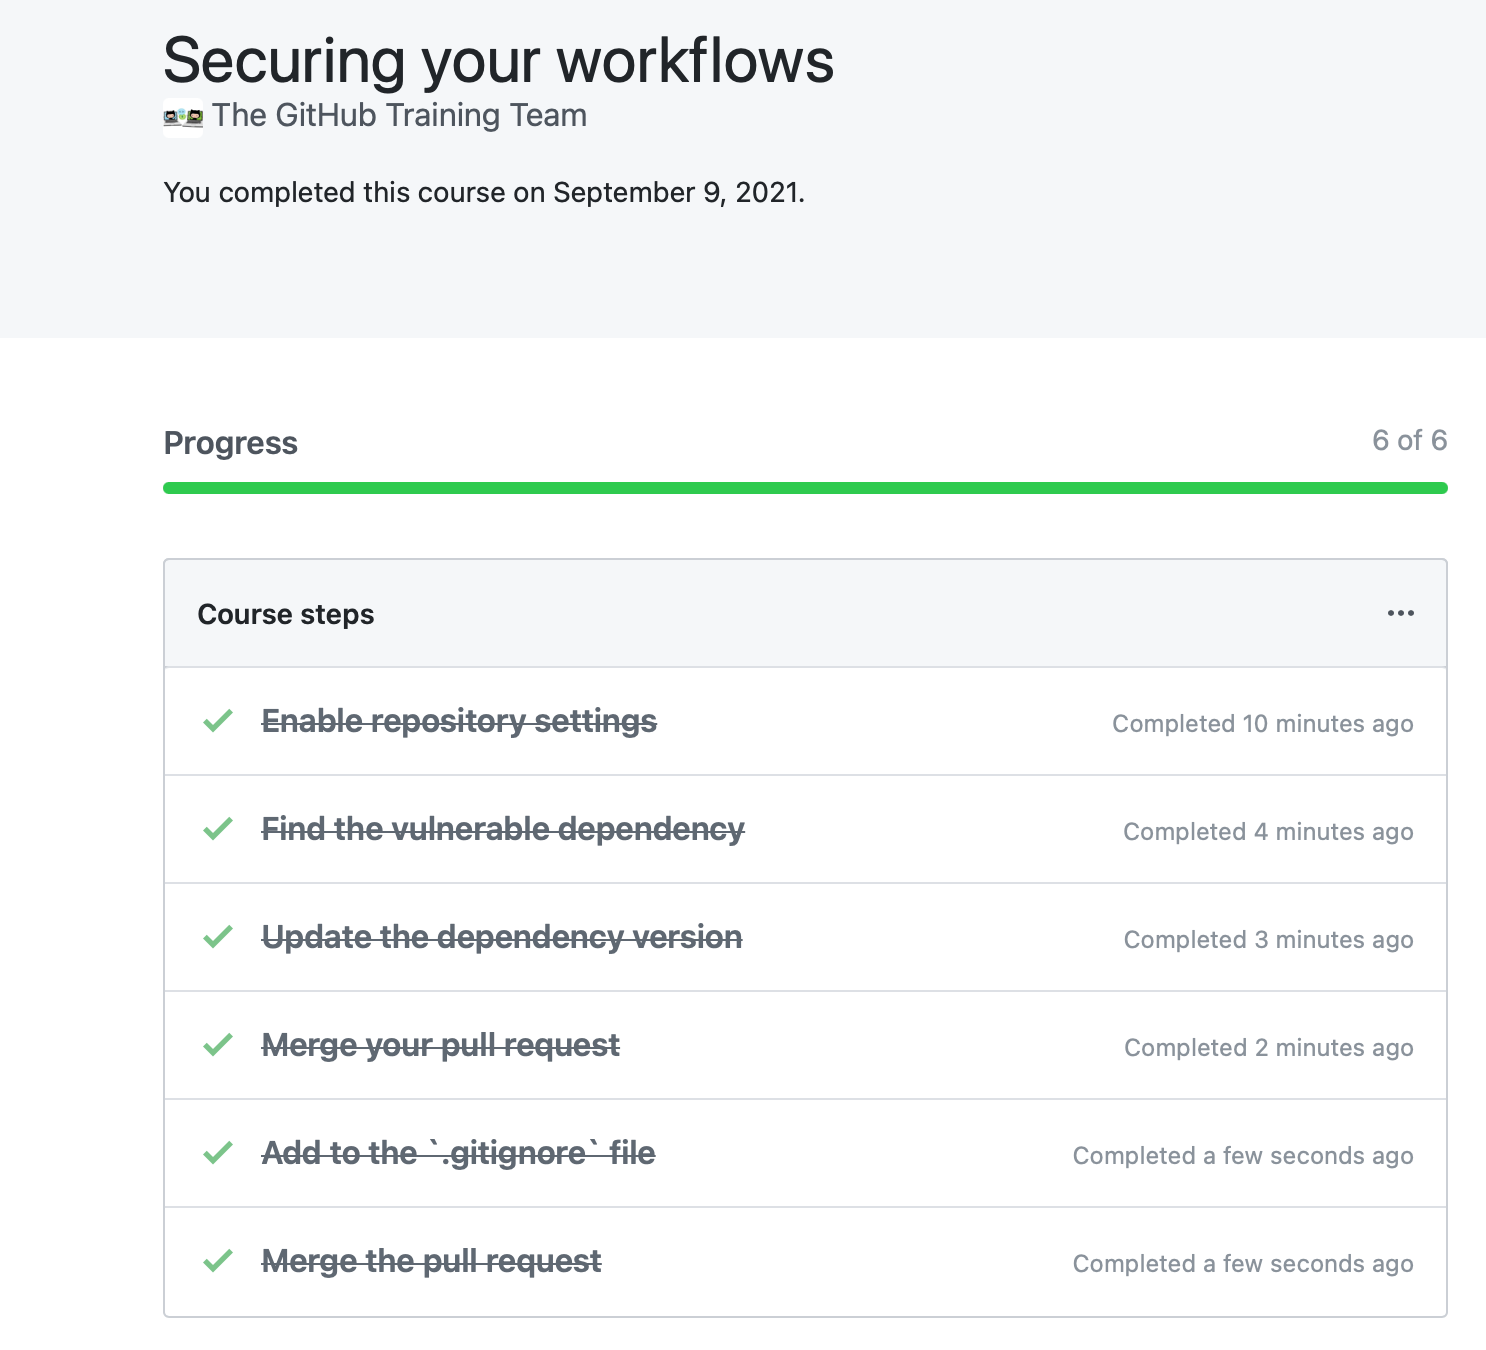 Securing your workflows
The GitHub Training Team
You completed this course on September 9, 2021.
Progress
6 of 6
Course steps
Enable repository settings
Completed 10 minutes ago
Find the vulnerable dependency
Completed 4 minutes ago
Update the dependency version
Completed 3 minutes ago
Merge your pull request
Completed 2 minutes ago
Add to the `.gitignore` file
Completed a few seconds ago
Merge the pull request
Completed a few seconds ago